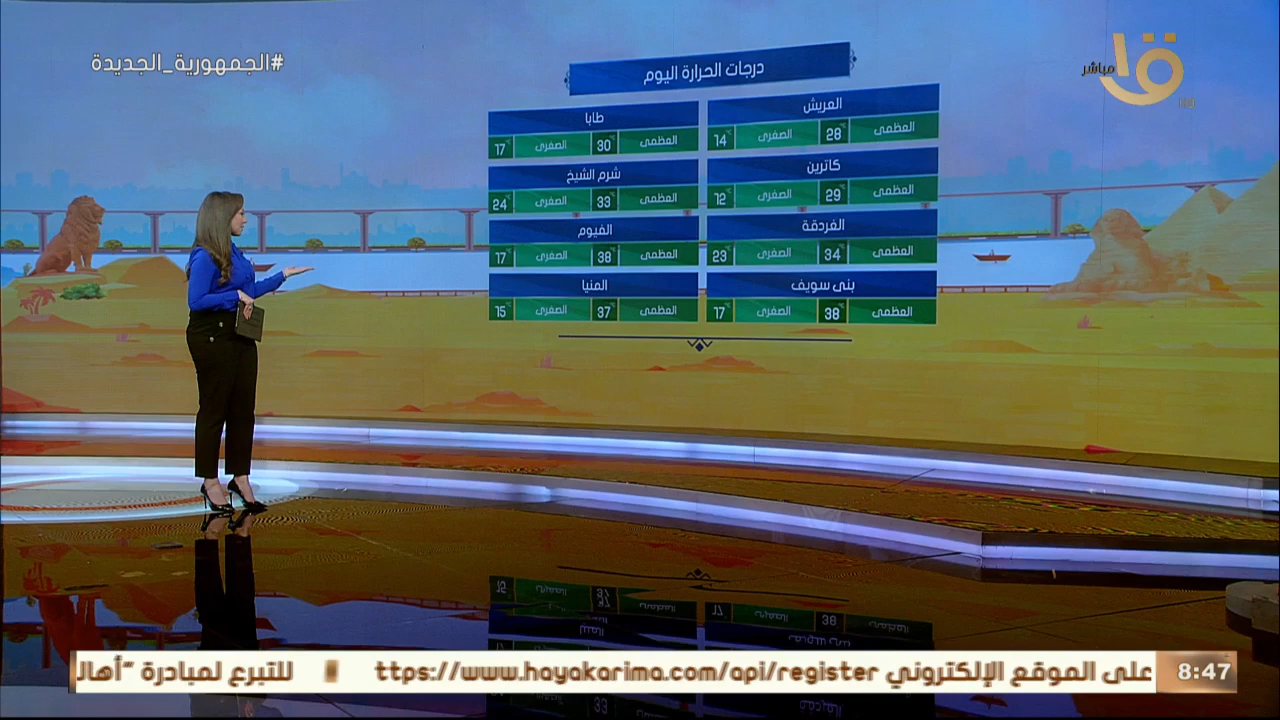 #الجمهورية_الجديدة
مباشر
درجات الحرارة اليوم
العريش
العظمى 28 الصغرى 14
طابا
العظمى 30 الصغرى 17
كاترين
العظمى 29 الصغرى 12
شرم الشيخ
العظمى 33 الصغرى 24
الغردقة
العظمى 34 الصغرى 23
الفيوم
العظمى 38 الصغرى 17
بنى سويف
العظمى 38 الصغرى 17
المنيا
العظمى 37 الصغرى 15
على الموقع الإلكتروني ttps://www.hayakarima.com/api/register للتبرع لمبادرة "أهال
8:47